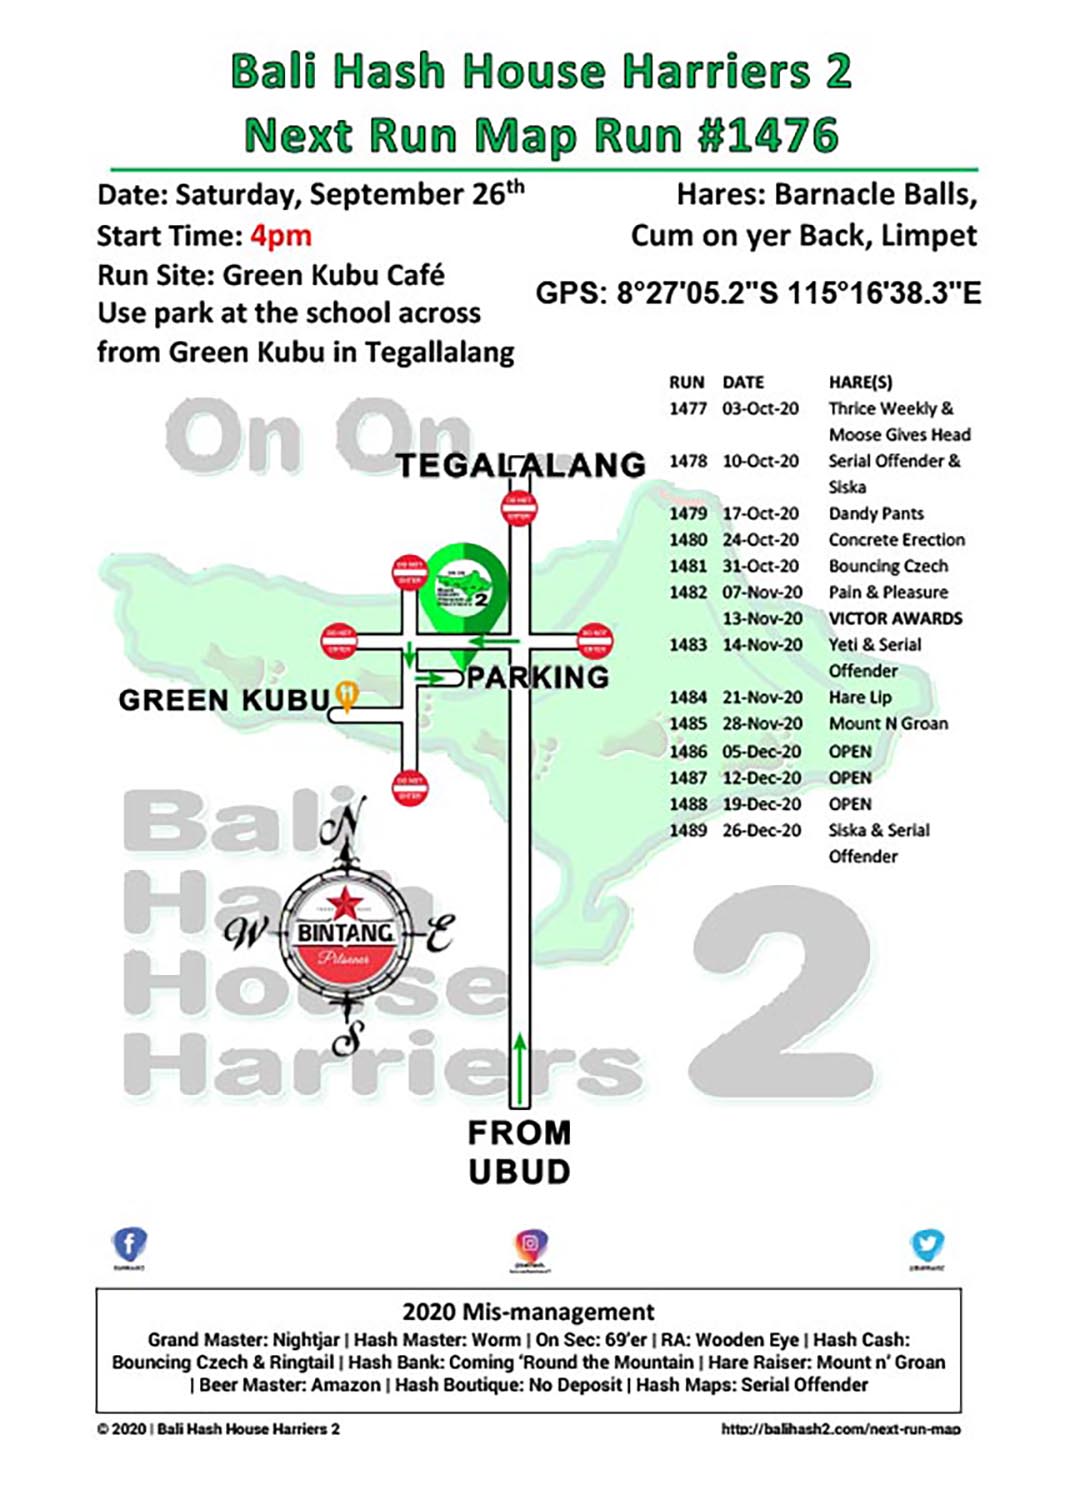 Bali Hash House Harriers 2
Next Run Map Run #1476
Date: Saturday, September 26th
Start Time: 4pm
Run Site: Green Kubu Café
Use park at the school across
from Green Kubu in Tegallalang
Hares: Barnacle Balls,
Cum on yer Back, Limpet
GPS: 8°27'05.2"S 115°16'38.3"E
RUN DATE HARE(S)
1477 03-Oct-20 Thrice Weekly &
Moose Gives Head
1478 10-Oct-20 Serial Offender &
Siska
1479 17-Oct-20 Dandy Pants
1480 24-Oct-20 Concrete Erection
1481 31-Oct-20 Bouncing Czech
1482 07-Nov-20 Pain & Pleasure
13-Nov-20 VICTOR AWARDS
1483 14-Nov-20 Yeti & Serial
Offender
1484 21-Nov-20 Hare Lip
1485 28-Nov-20 Mount N Groan
1486 05-Dec-20 OPEN
1487 12-Dec-20 OPEN
1488 19-Dec-20 OPEN
1489 26-Dec-20 Siska & Serial
Offender
On On...
TEGALALANG
DO NOT
ENTER
DO NOT
ENTER
ON ON
Bali
Hash
House
Harriers 2
DO NOT
ENTER
DO NOT
ENTER
PARKING
GREEN KUBU
DO NOT
ENTER
Bali
Hash
House
Harriers 2
N
W
E
S
BINTANG
Pilsener
FROM
UBUD
2020 Mis-management
Grand Master: Nightjar | Hash Master: Worm | On Sec: 69’er | RA: Wooden Eye | Hash Cash:
Bouncing Czech & Ringtail | Hash Bank: Coming ‘Round the Mountain | Hare Raiser: Mount n’ Groan
| Beer Master: Amazon | Hash Boutique: No Deposit | Hash Maps: Serial Offender
© 2020 | Bali Hash House Harriers 2
http://balihash2.com/next-run-map